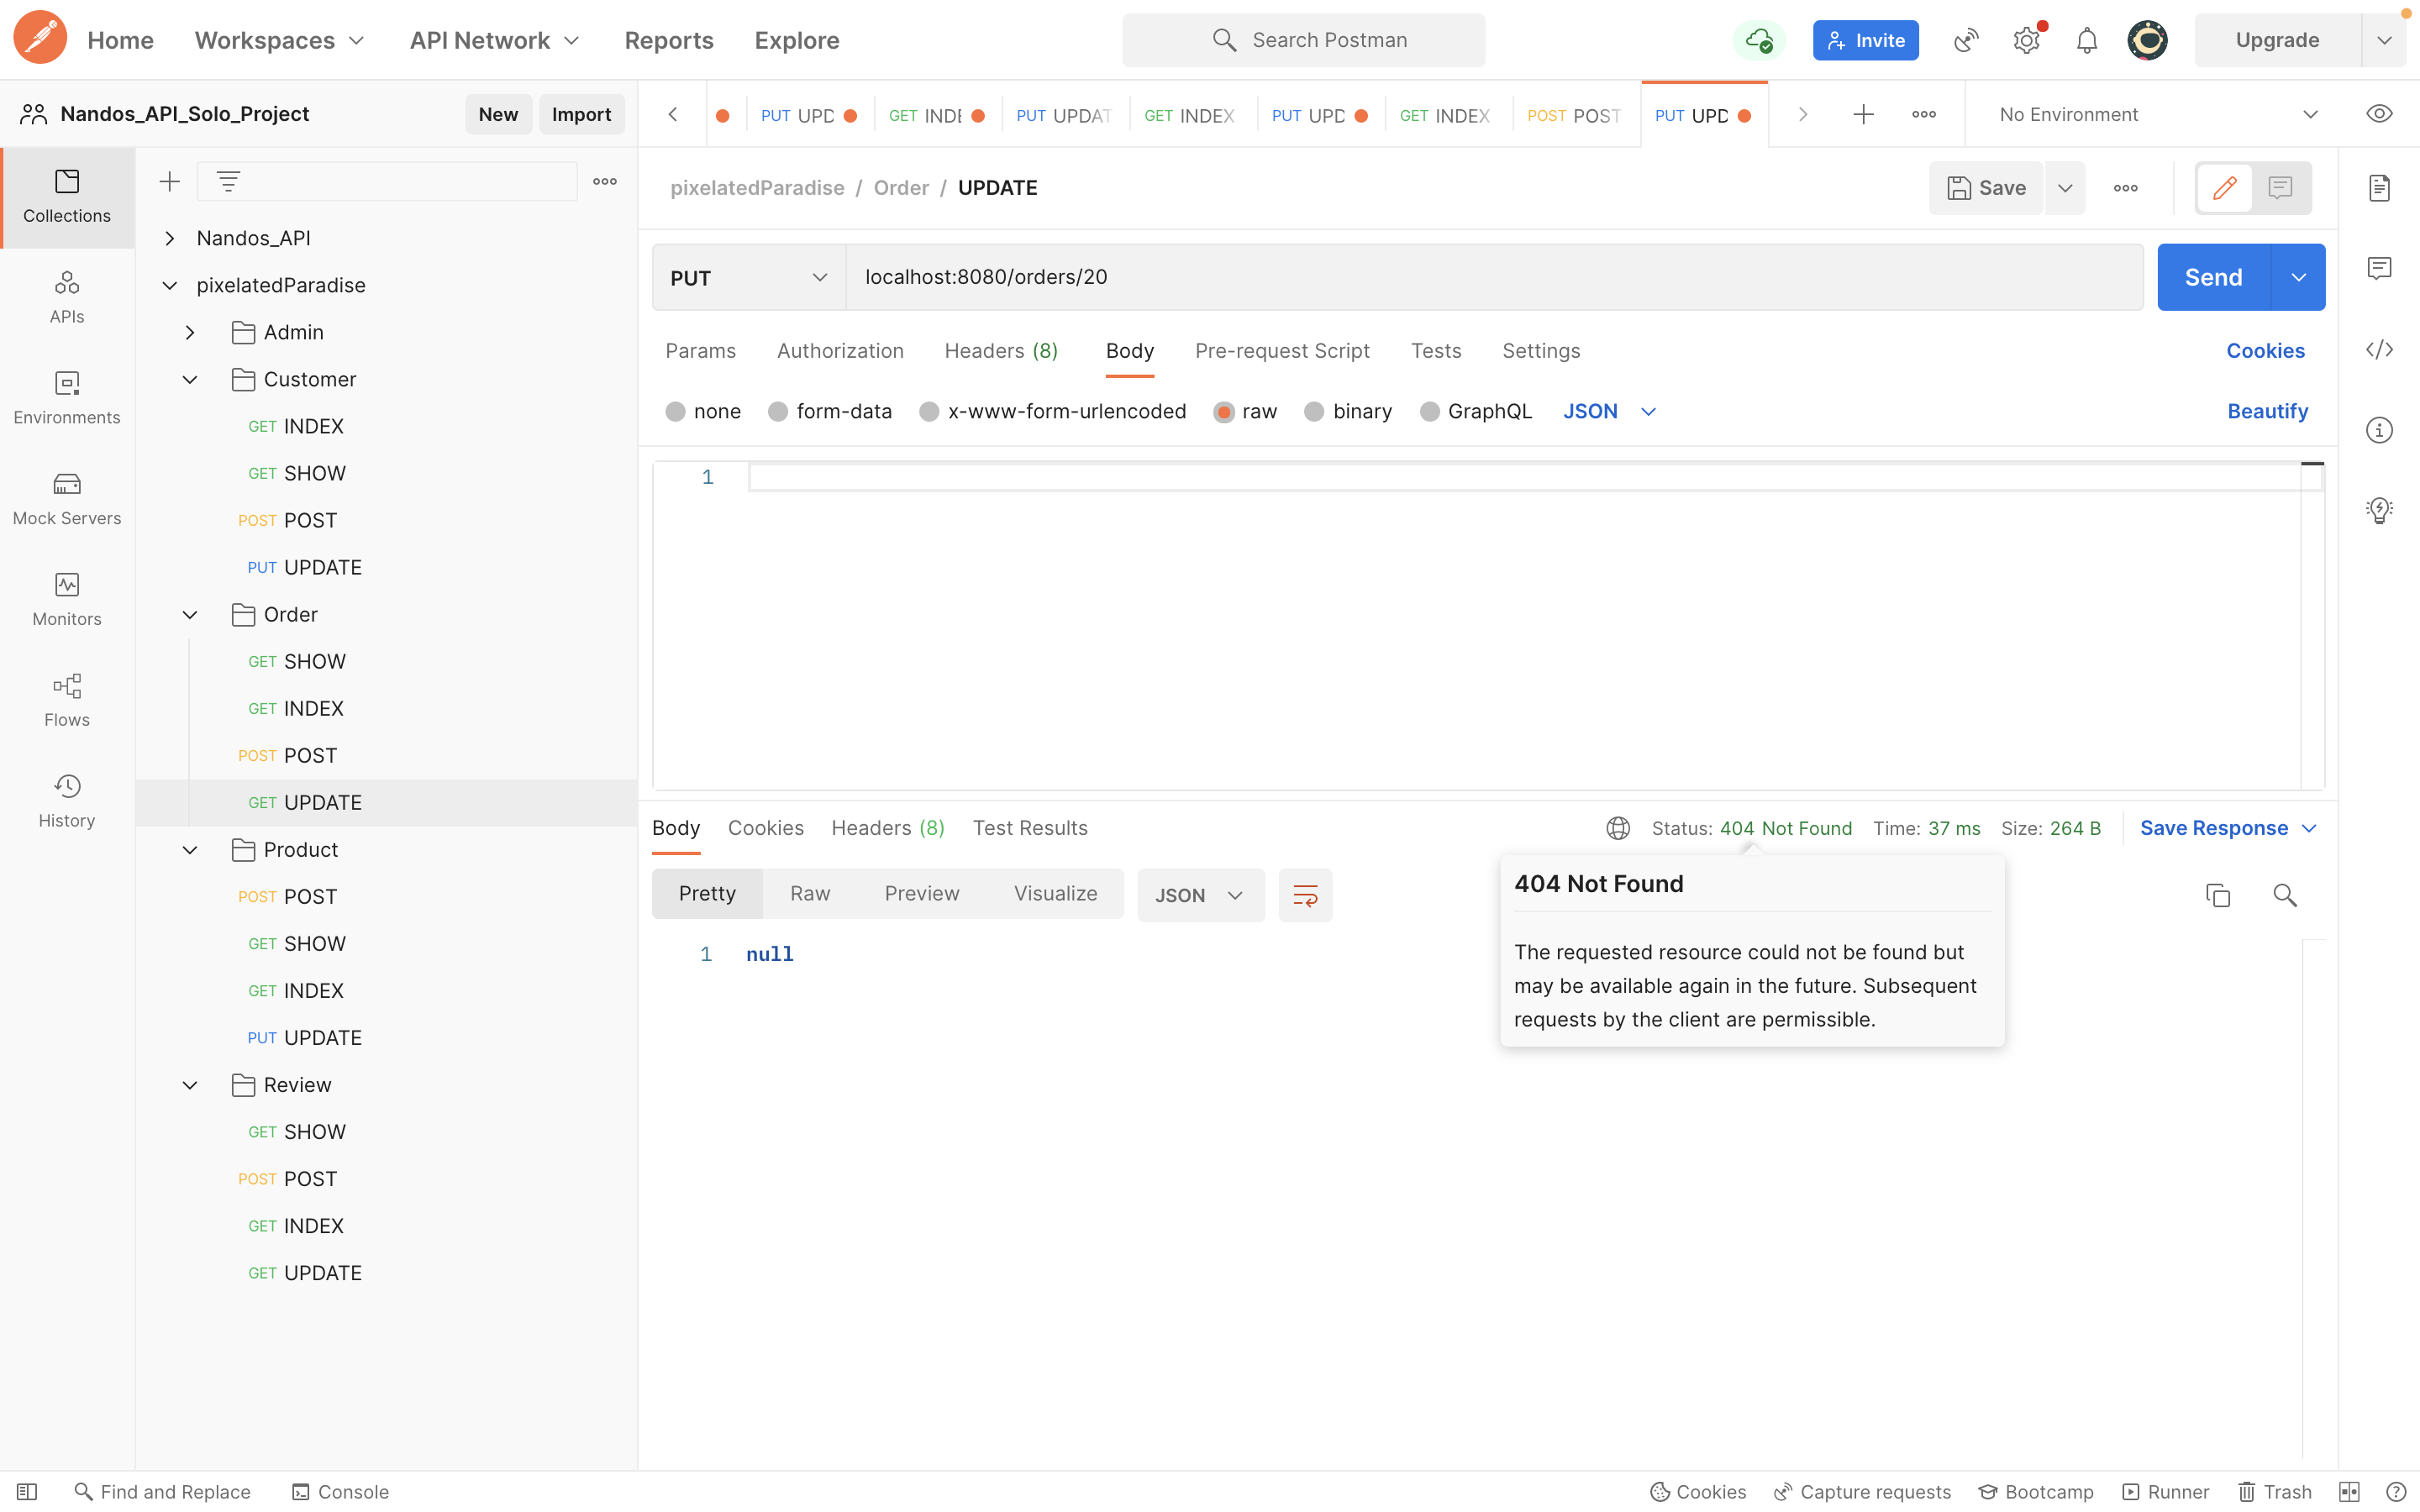 Home Workspaces API Network Reports Explore Search Postman Invite Upgrade
Nandos_API_Solo_Project New Import
PUT UPD GET INDE PUT UPDAT GET INDEX PUT UPD GET INDEX POST POST PUT UPD No Environment
Collections
APIs
Environments
Mock Servers
Monitors
Flows
History
Nandos_API
pixelatedParadise
Admin
Customer
GET INDEX
GET SHOW
POST POST
PUT UPDATE
Order
GET SHOW
GET INDEX
POST POST
GET UPDATE
Product
POST POST
GET SHOW
GET INDEX
PUT UPDATE
Review
GET SHOW
POST POST
GET INDEX
GET UPDATE
pixelatedParadise / Order / UPDATE Save
PUT localhost:8080/orders/20 Send
Params Authorization Headers (8) Body Pre-request Script Tests Settings Cookies
none form-data x-www-form-urlencoded raw binary GraphQL JSON Beautify
1
Body Cookies Headers (8) Test Results Status: 404 Not Found Time: 37 ms Size: 264 B Save Response
Pretty Raw Preview Visualize JSON
1 null
404 Not Found
The requested resource could not be found but
may be available again in the future. Subsequent
requests by the client are permissible.
Find and Replace Console Cookies Capture requests Bootcamp Runner Trash